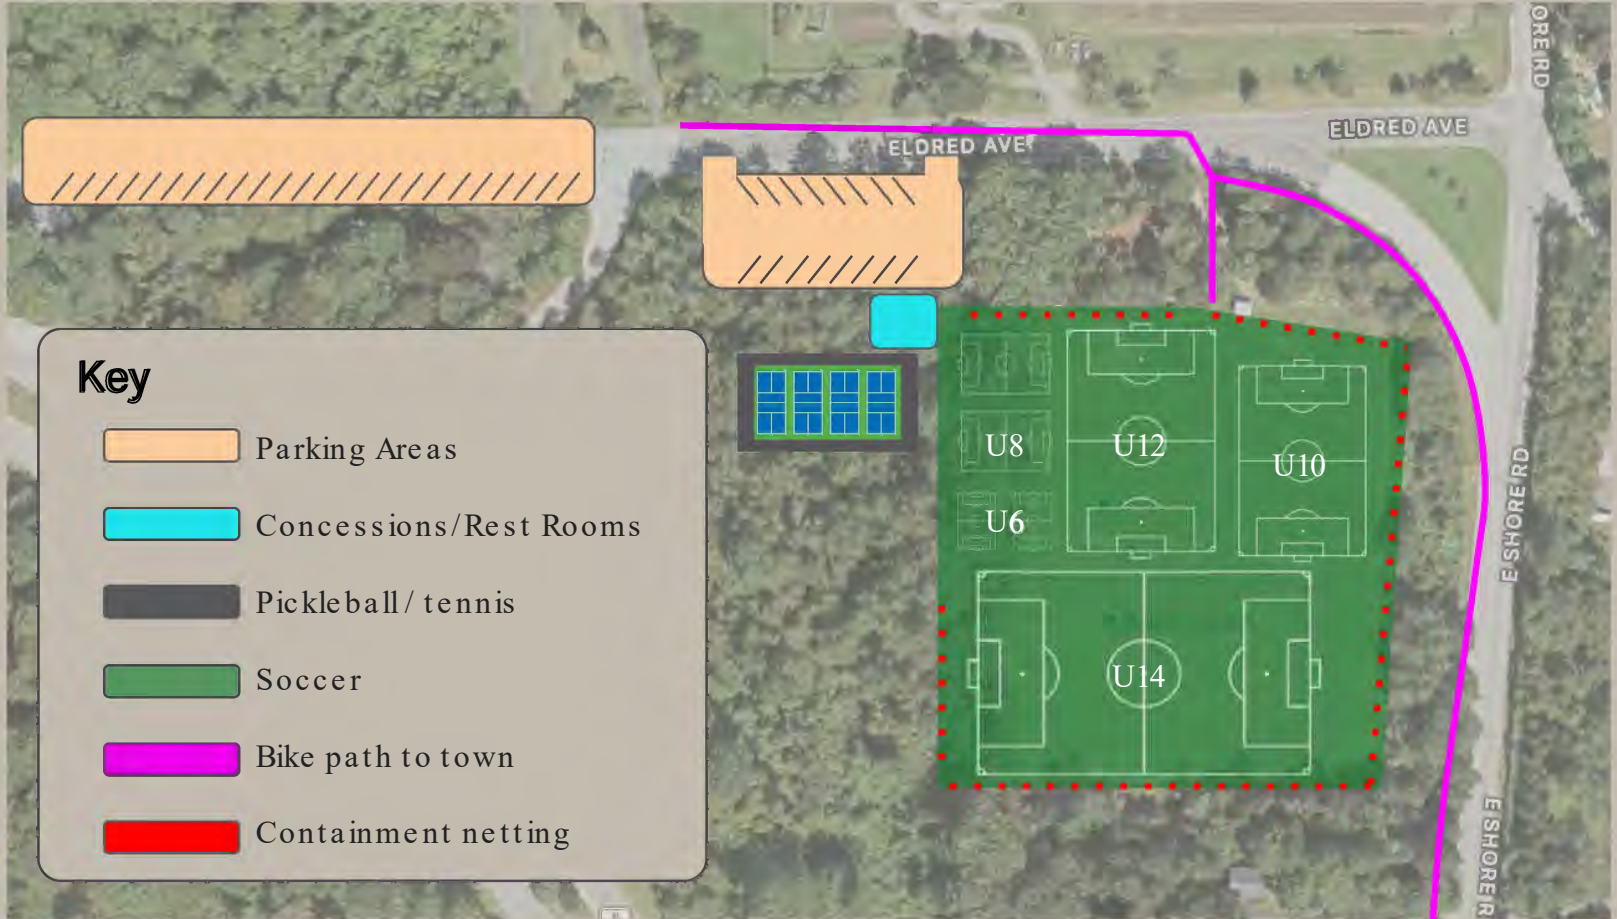 ORE RD
ELDRED AVE
ELDRED AVE
Key
Parking Areas
Concessions/Rest Rooms
Pickleball/ tennis
Soccer
Bike path to town
Containment netting
U8
U12
U10
U6
U14
E SHORE RD
E SHORE R